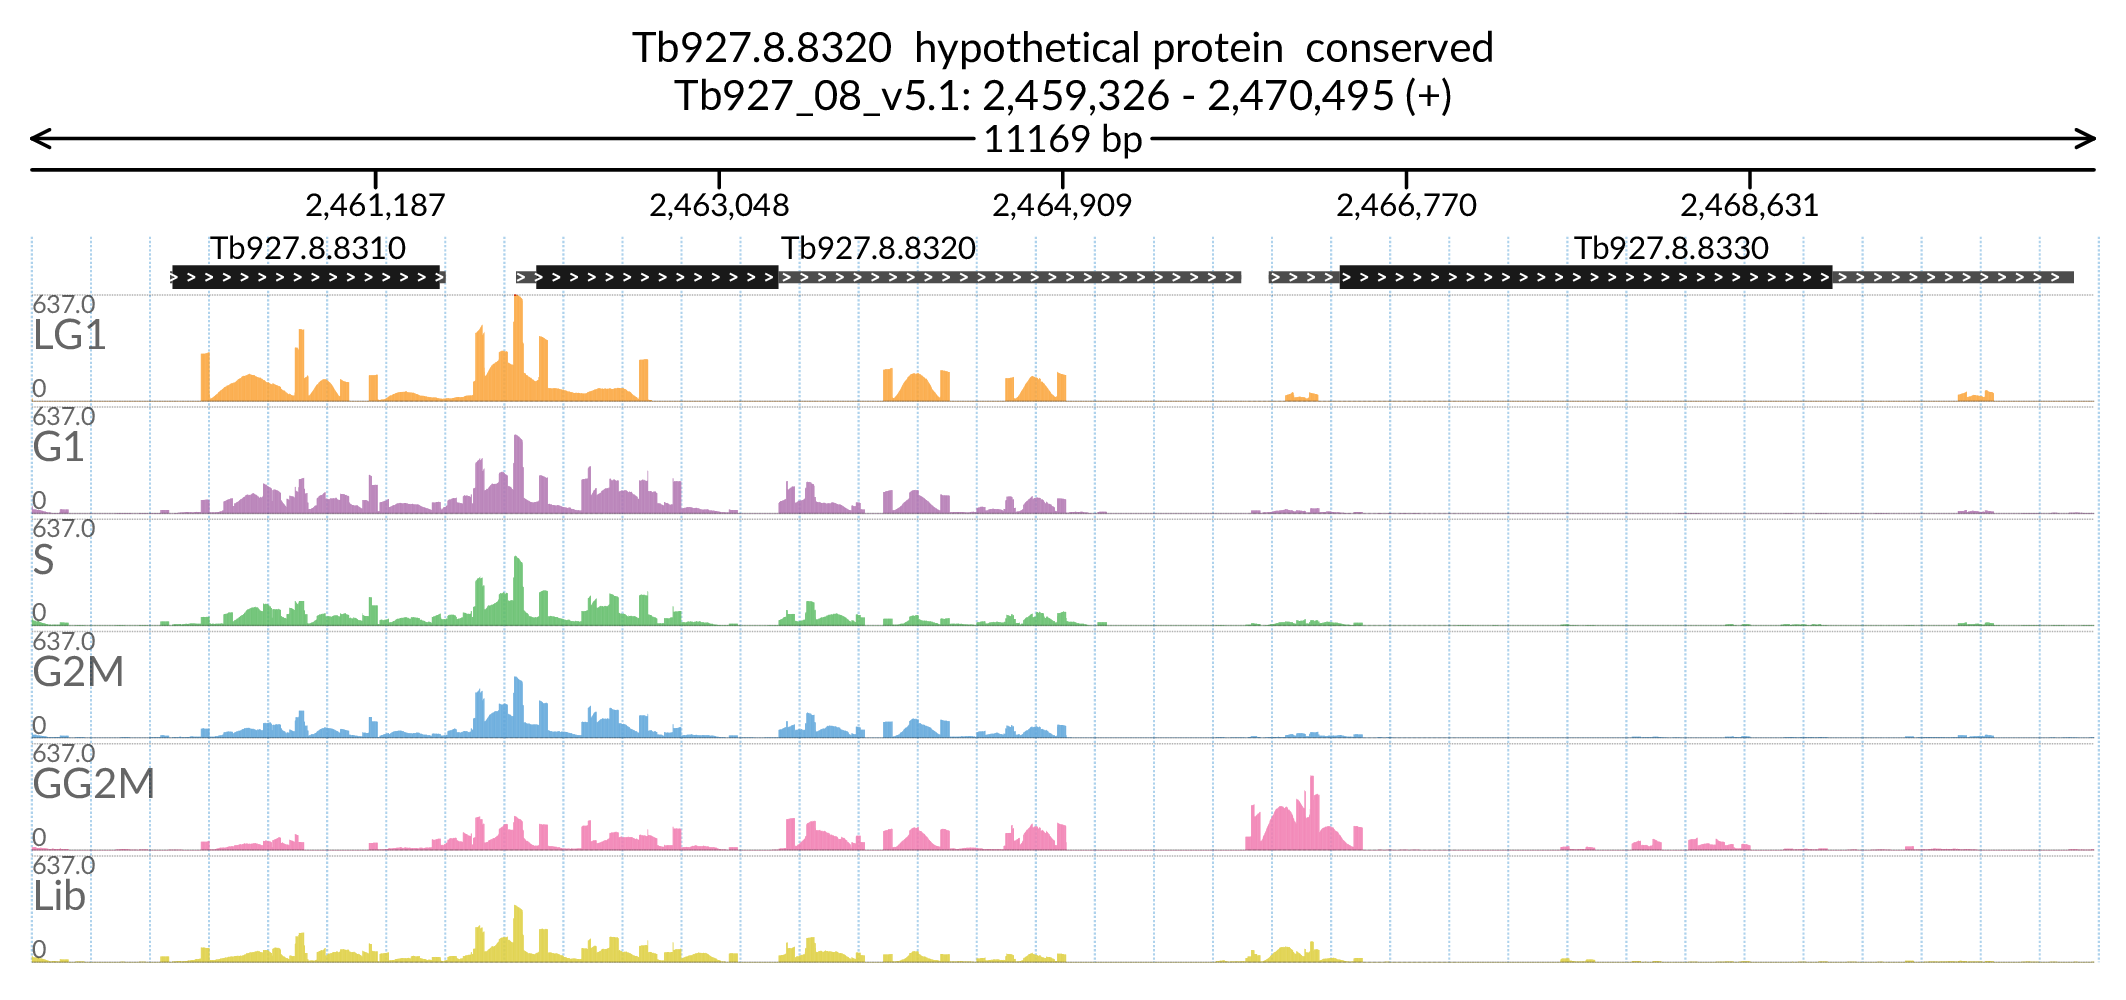 Tb927.8.8320  hypothetical protein  conserved
Tb927_08_v5.1: 2,459,326 - 2,470,495 (+)
11169 bp
2,461,187 2,463,048 2,464,909 2,466,770 2,468,631
Tb927.8.8310 Tb927.8.8320 Tb927.8.8330
637.0
LG1
0
637.0
G1
0
637.0
S
0
637.0
G2M
0
637.0
GG2M
0
637.0
Lib
0